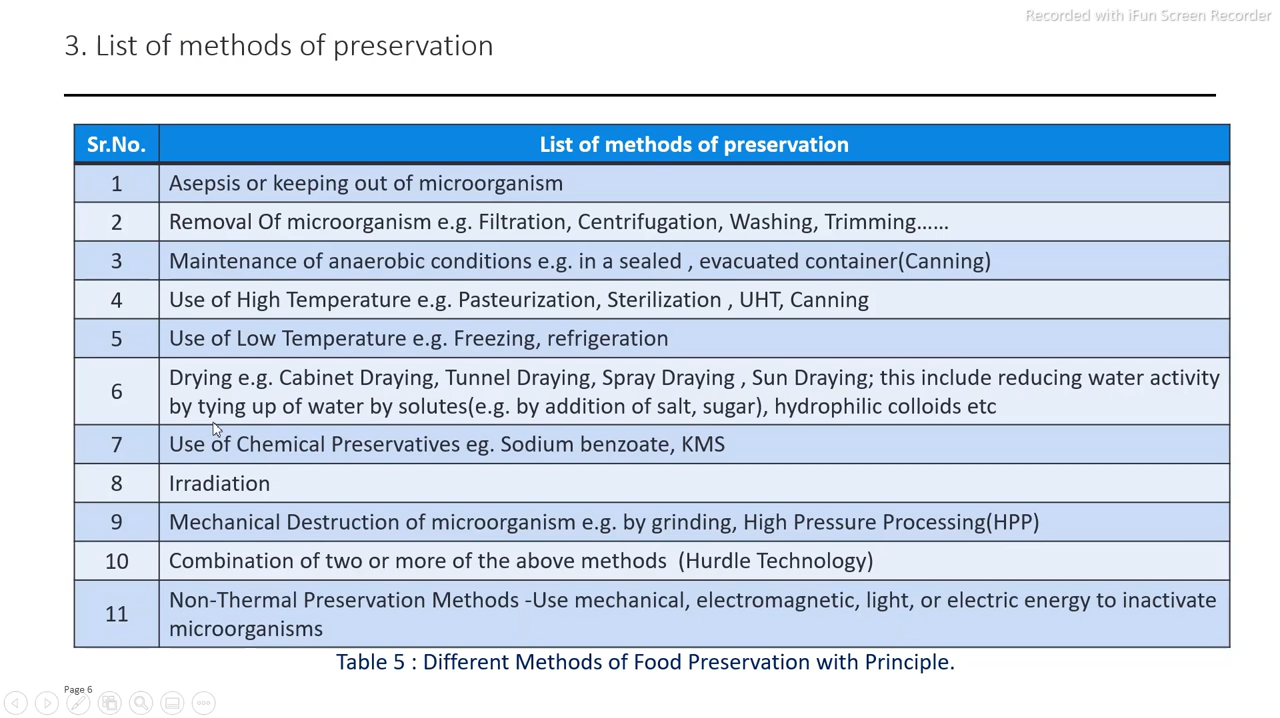 Recorded with iFun Screen Recorder
3. List of methods of preservation
Sr.No. List of methods of preservation
1 Asepsis or keeping out of microorganism
2 Removal Of microorganism e.g. Filtration, Centrifugation, Washing, Trimming......
3 Maintenance of anaerobic conditions e.g. in a sealed , evacuated container(Canning)
4 Use of High Temperature e.g. Pasteurization, Sterilization , UHT, Canning
5 Use of Low Temperature e.g. Freezing, refrigeration
6 Drying e.g. Cabinet Draying, Tunnel Draying, Spray Draying , Sun Draying; this include reducing water activity
by tying up of water by solutes(e.g. by addition of salt, sugar), hydrophilic colloids etc
7 Use of Chemical Preservatives eg. Sodium benzoate, KMS
8 Irradiation
9 Mechanical Destruction of microorganism e.g. by grinding, High Pressure Processing(HPP)
10 Combination of two or more of the above methods (Hurdle Technology)
11 Non-Thermal Preservation Methods -Use mechanical, electromagnetic, light, or electric energy to inactivate
microorganisms
Table 5 : Different Methods of Food Preservation with Principle.
Page 6